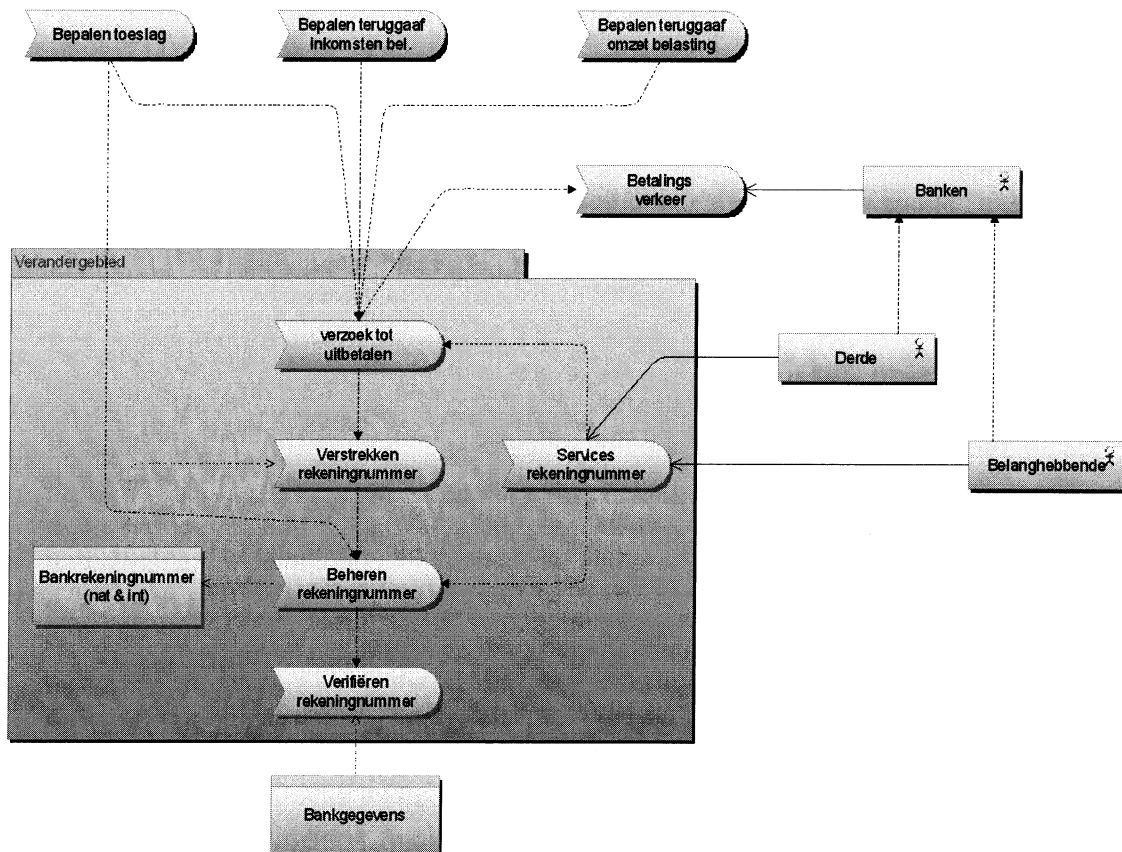 Bepalen toeslag
Bepalen teruggaaf
inkomsten bel.
Bepalen teruggaaf
omzet belasting
Betalings
verkeer
Banken
Verandergebied
verzoek tot
uitbetalen
Derde
Verstrekken
rekeningnummer
Services
rekeningnummer
Belanghebbende
Bankrekeningnummer
(nat & int)
Beheren
rekeningnummer
Verifiëren
rekeningnummer
Bankgegevens